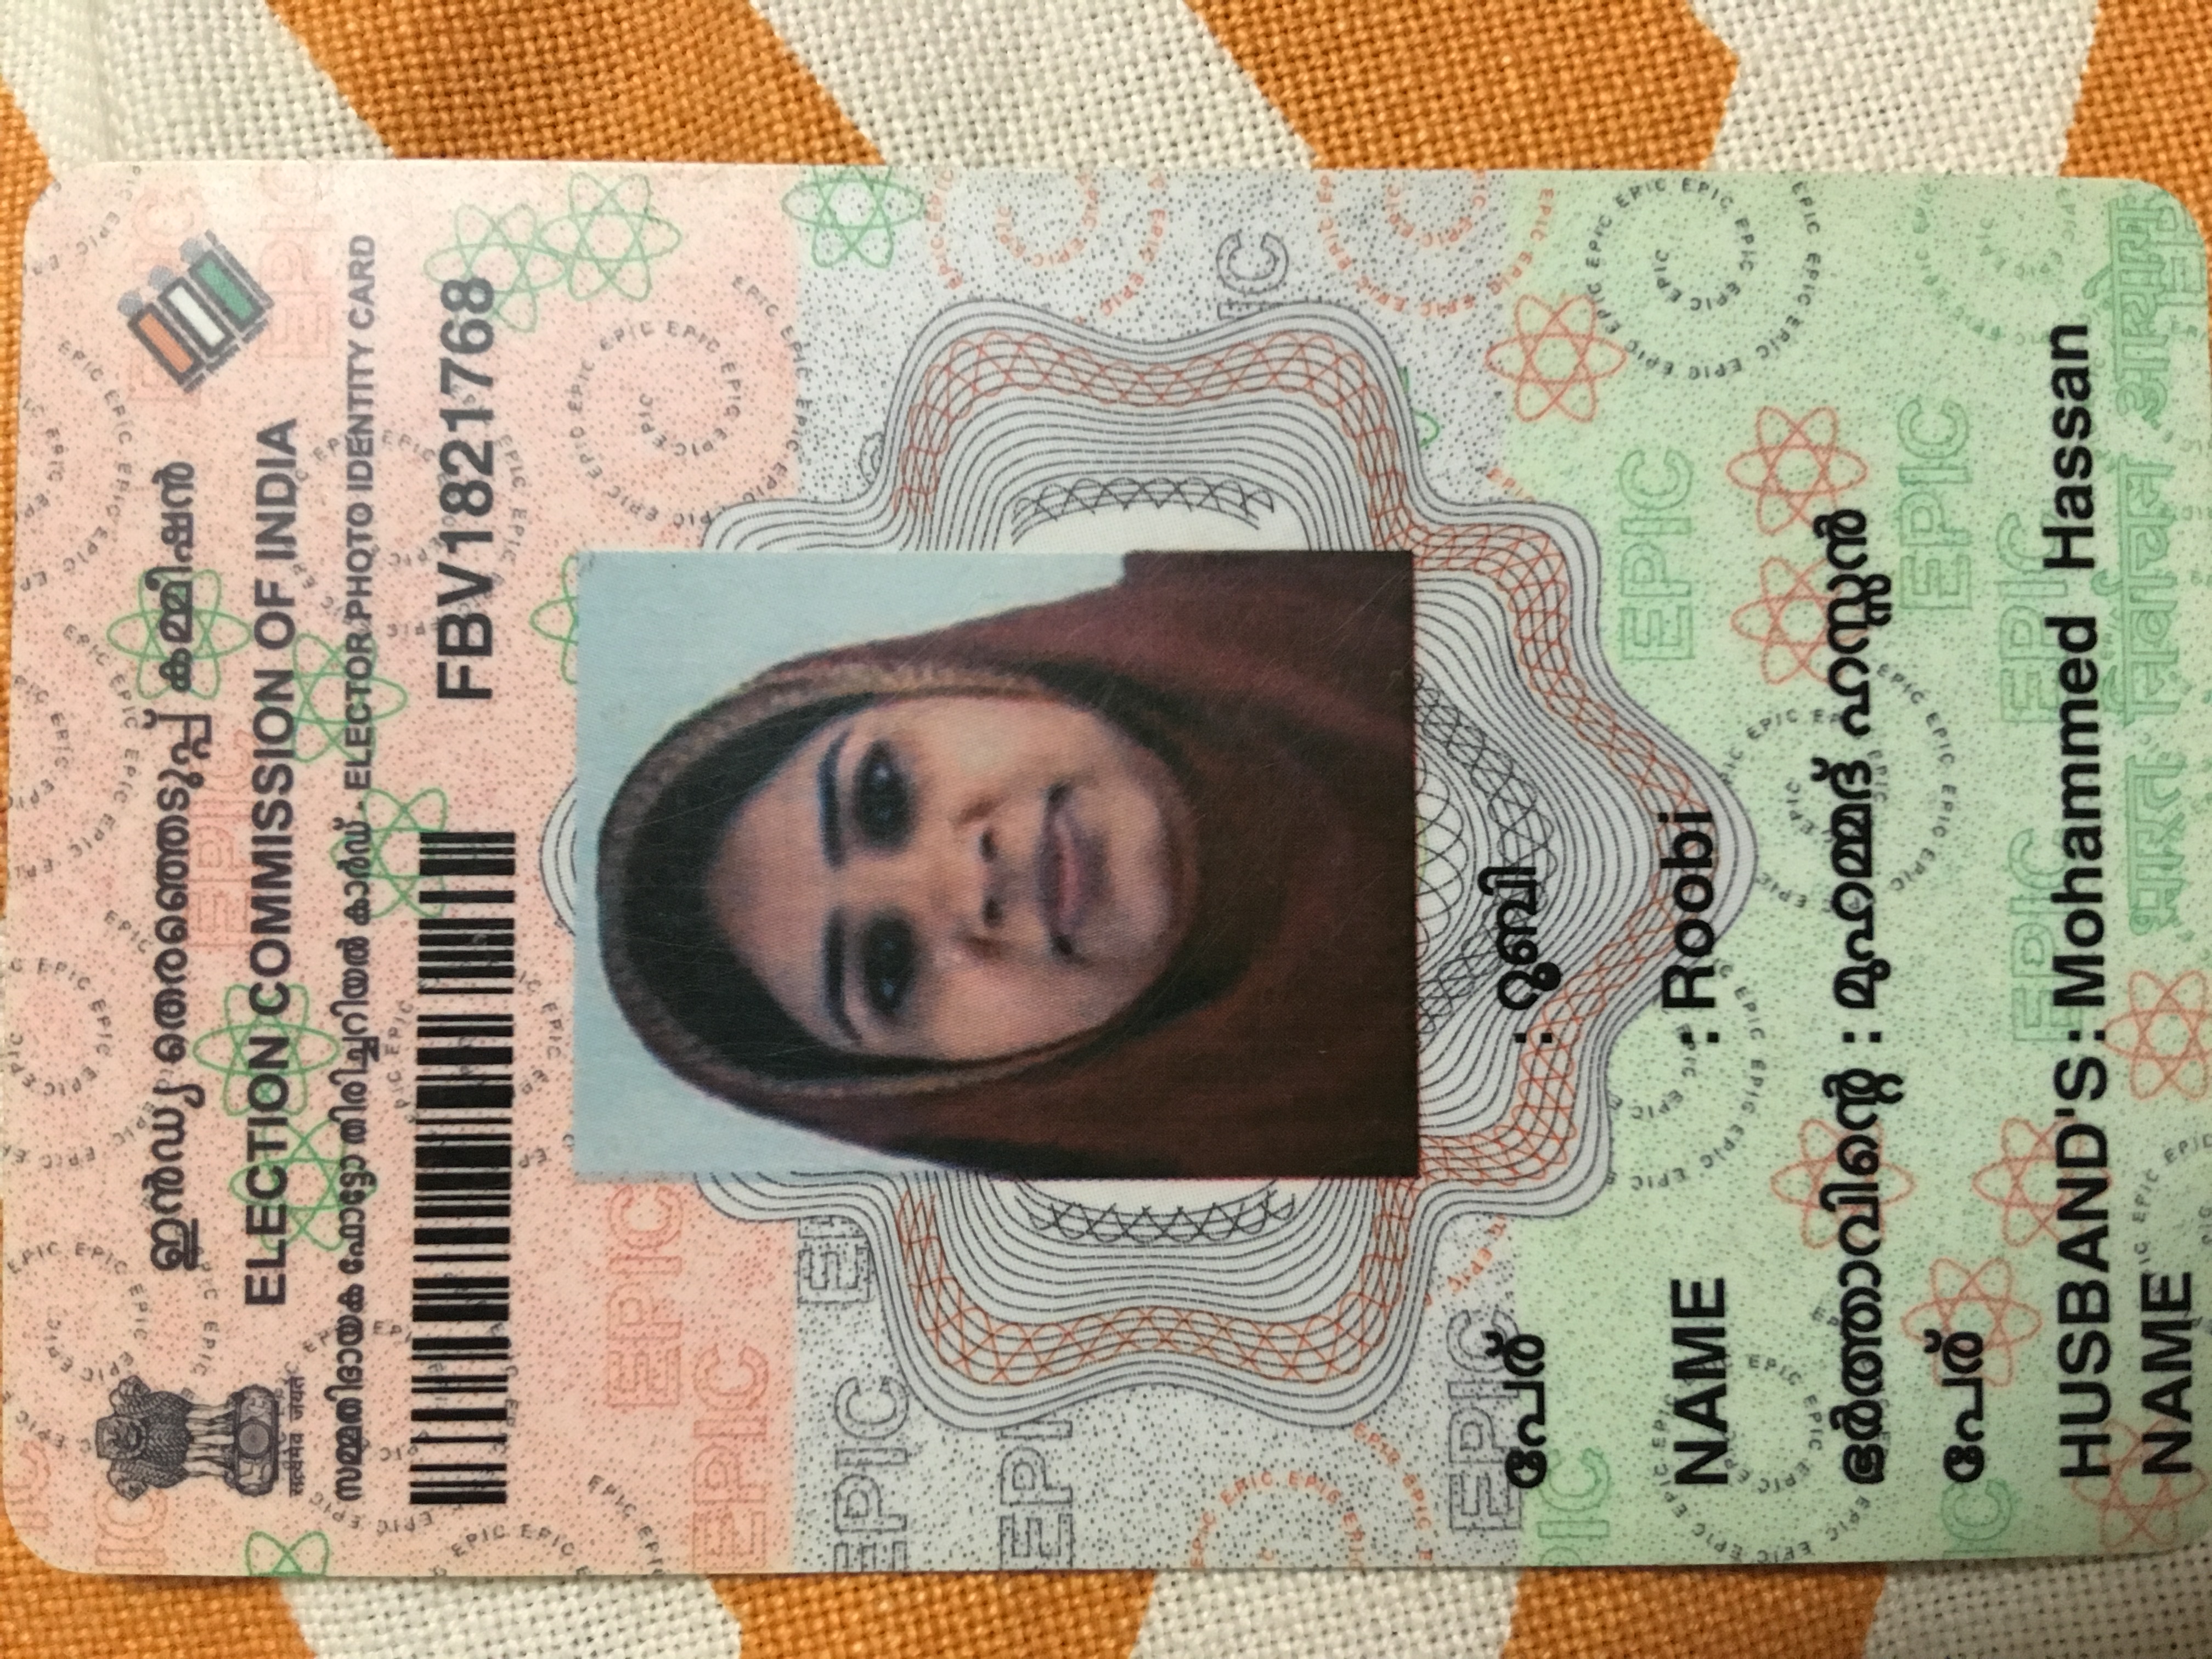 ഇൻഡ്യ തെരഞ്ഞെടുപ്പ് കമ്മീഷൻ
सत्यमेव जयते
ELECTION COMMISSION OF INDIA
സമ്മതിദായക ഫോട്ടോ തിരിച്ചറിയൽ കാർഡ് - ELECTOR PHOTO IDENTITY CARD
FBV1821768
പേര് : റൂബി
NAME : Roobi
ഭർത്താവിന്റെ : മുഹമ്മദ് ഹസ്സൻ
പേര്
HUSBAND'S : Mohammed Hassan
NAME
भारत निर्वाचन आयोग